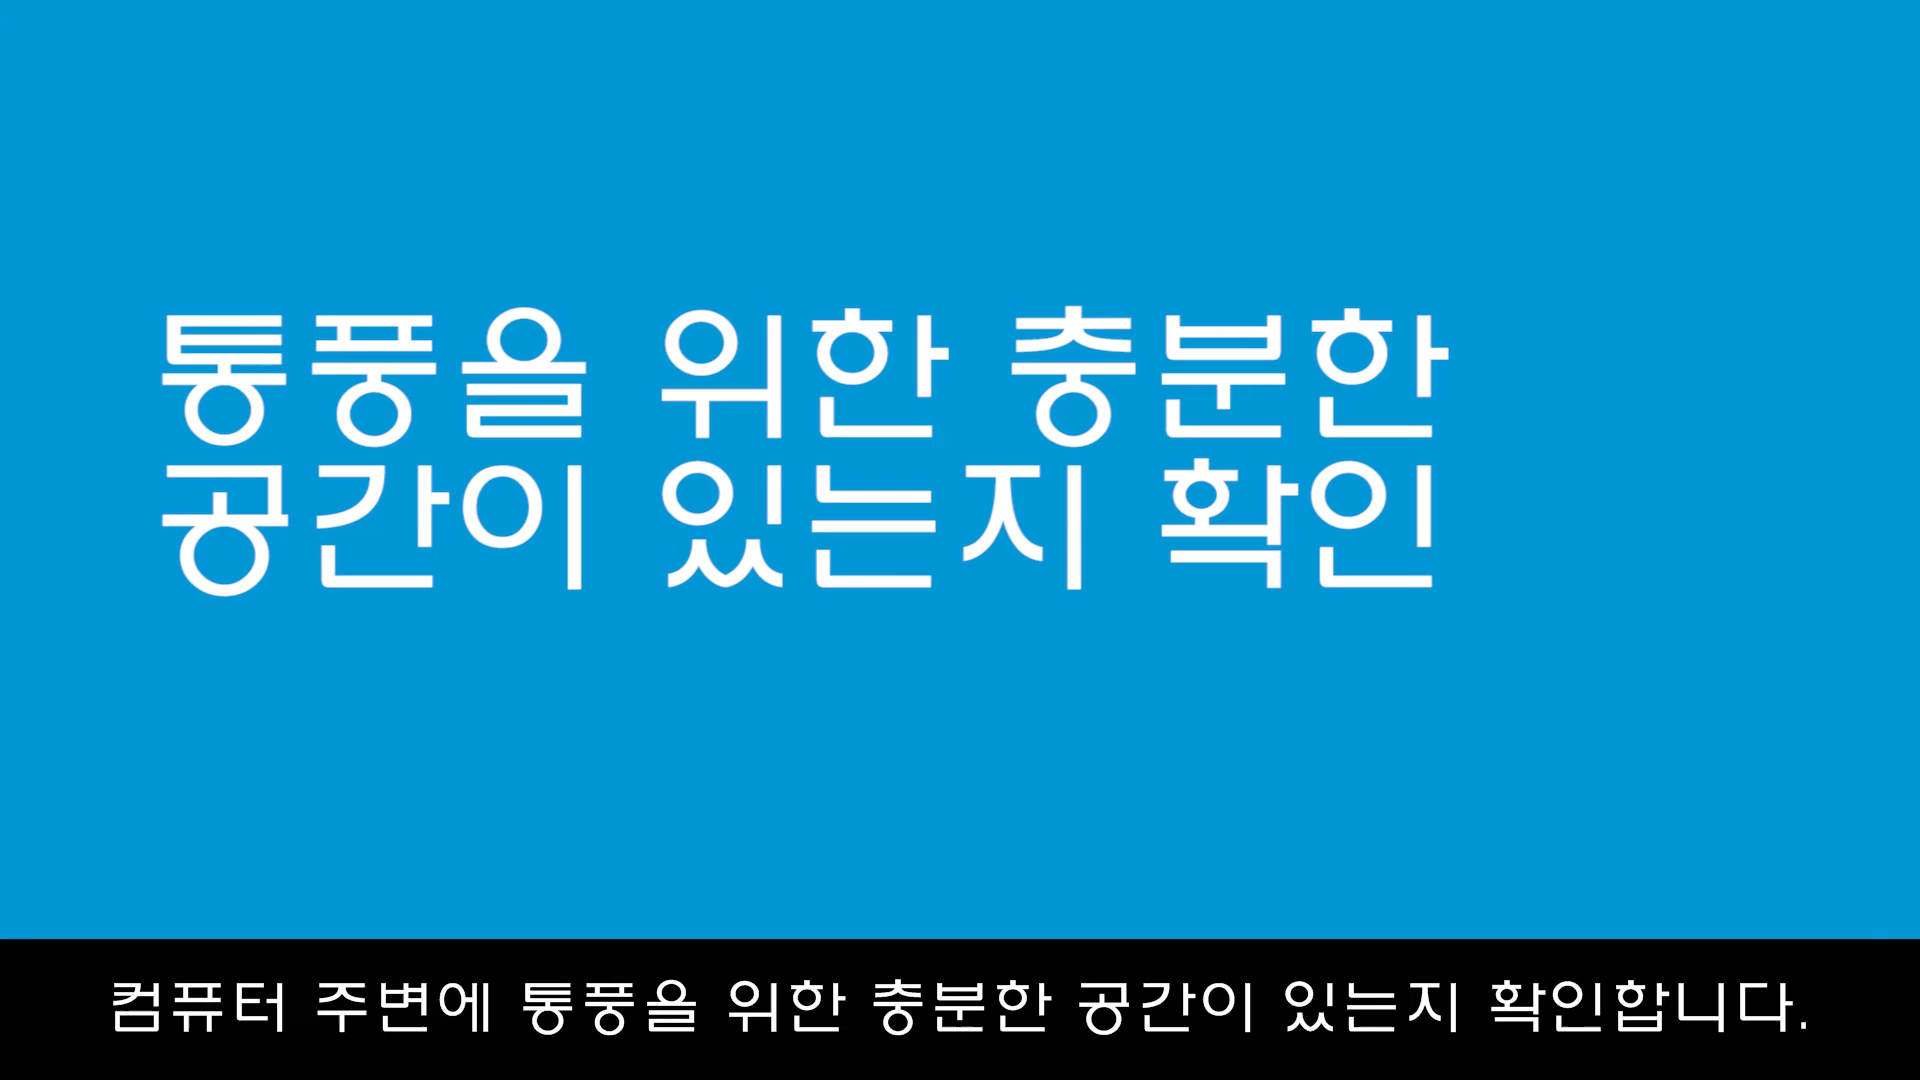 통풍을 위한 충분한
공간이 있는지 확인
컴퓨터 주변에 통풍을 위한 충분한 공간이 있는지 확인합니다.